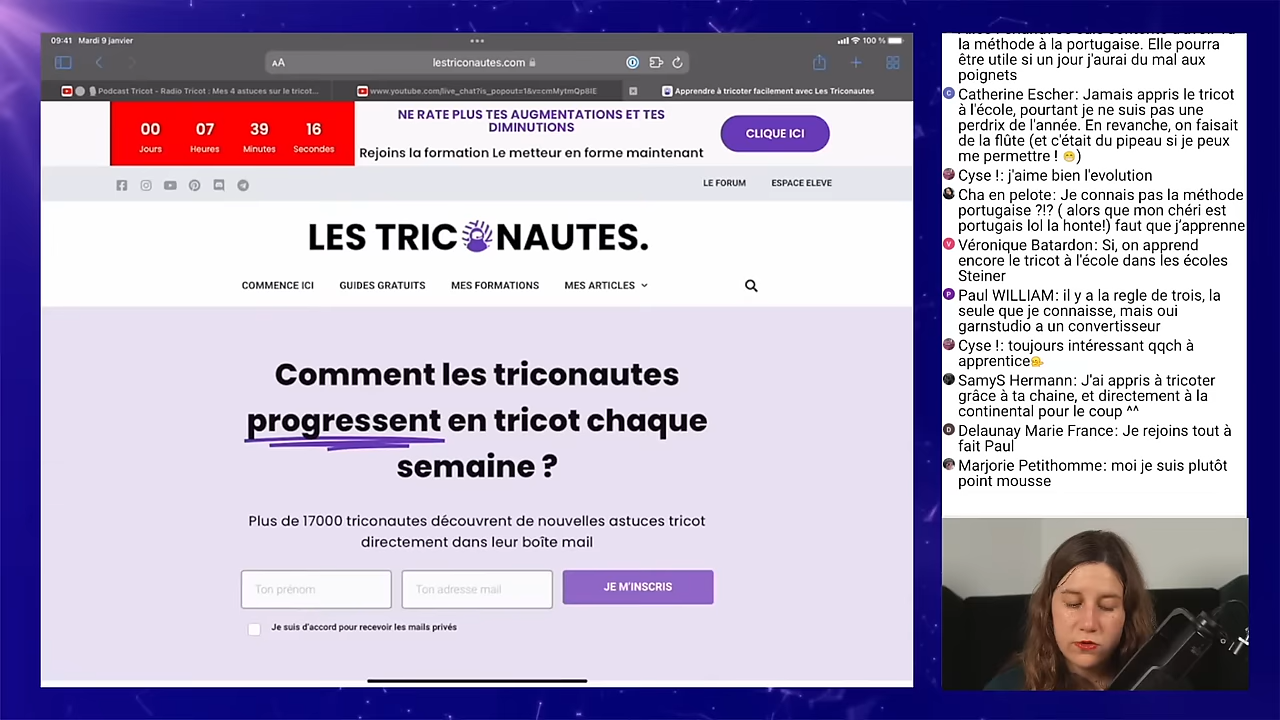 09:41 Mardi 9 janvier
100 %
AA
lestriconautes.com
Podcast Tricot - Radio Tricot : Mes 4 astuces sur le tricot...
www.youtube.com/live_chat?is_popout=1&v=cmMytmQp8IE
Apprendre à tricoter facilement avec Les Triconautes
00
07
39
16
Jours
Heures
Minutes
Secondes
NE RATE PLUS TES AUGMENTATIONS ET TES
DIMINUTIONS
Rejoins la formation Le metteur en forme maintenant
CLIQUE ICI
LE FORUM
ESPACE ELEVE
LES TRIC NAUTES.
COMMENCE ICI
GUIDES GRATUITS
MES FORMATIONS
MES ARTICLES
Comment les triconautes
progressent en tricot chaque
semaine ?
Plus de 17000 triconautes découvrent de nouvelles astuces tricot
directement dans leur boîte mail
Ton prénom
Ton adresse mail
JE M'INSCRIS
Je suis d'accord pour recevoir les mails privés
la méthode à la portugaise. Elle pourra
être utile si un jour j'aurai du mal aux
poignets
Catherine Escher: Jamais appris le tricot
à l'école, pourtant je ne suis pas une
perdrix de l'année. En revanche, on faisait
de la flûte (et c'était du pipeau si je peux
me permettre ! 😁)
Cyse !: j'aime bien l'evolution
Cha en pelote: Je connais pas la méthode
portugaise ?!? ( alors que mon chéri est
portugais lol la honte!) faut que j'apprenne
Véronique Batardon: Si, on apprend
encore le tricot à l'école dans les écoles
Steiner
Paul WILLIAM: il y a la regle de trois, la
seule que je connaisse, mais oui
garnstudio a un convertisseur
Cyse !: toujours intéressant qqch à
apprentice🫠
SamyS Hermann: J'ai appris à tricoter
grâce à ta chaine, et directement à la
continental pour le coup ^^
Delaunay Marie France: Je rejoins tout à
fait Paul
Marjorie Petithomme: moi je suis plutôt
point mousse